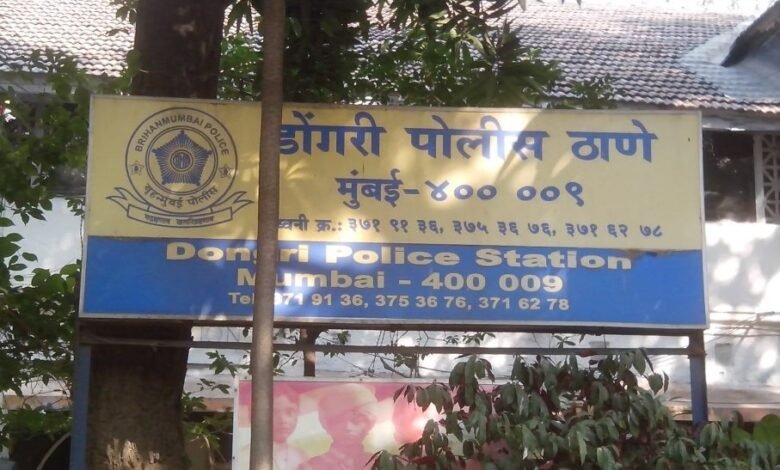 BRIHANMUMBAI POLICE
बृहन्मुंबई पोलीस
डोंगरी पोलीस ठाणे
मुंबई-४०० ००९
क्र.: ३७१ ९१ ३६, ३७५ ३६ ७६, ३७१ ६२ ७८
Dongri Police Station
Mumbai - 400 009
Tel 371 91 36, 375 36 76, 371 62 78